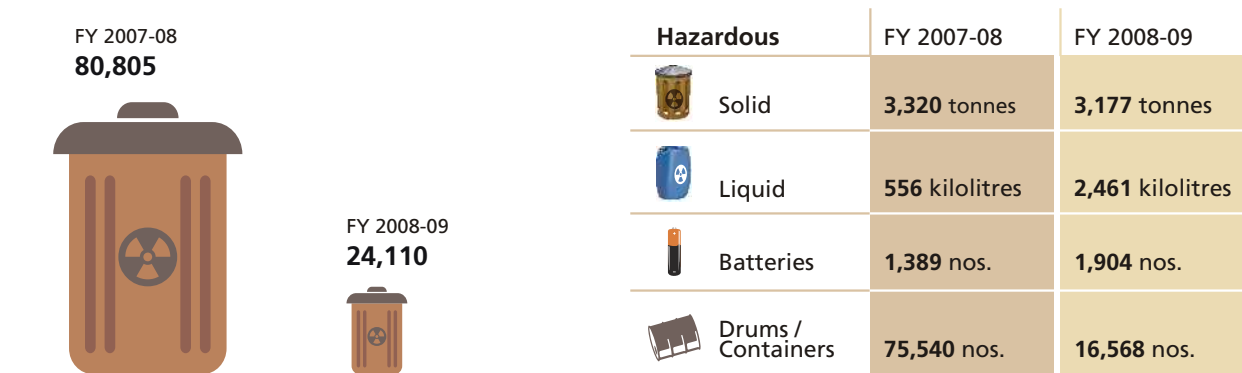 FY 2007-08
80,805
FY 2008-09
24,110
Hazardous FY 2007-08 FY 2008-09
Solid 3,320 tonnes 3,177 tonnes
Liquid 556 kilolitres 2,461 kilolitres
Batteries 1,389 nos. 1,904 nos.
Drums /
Containers 75,540 nos. 16,568 nos.